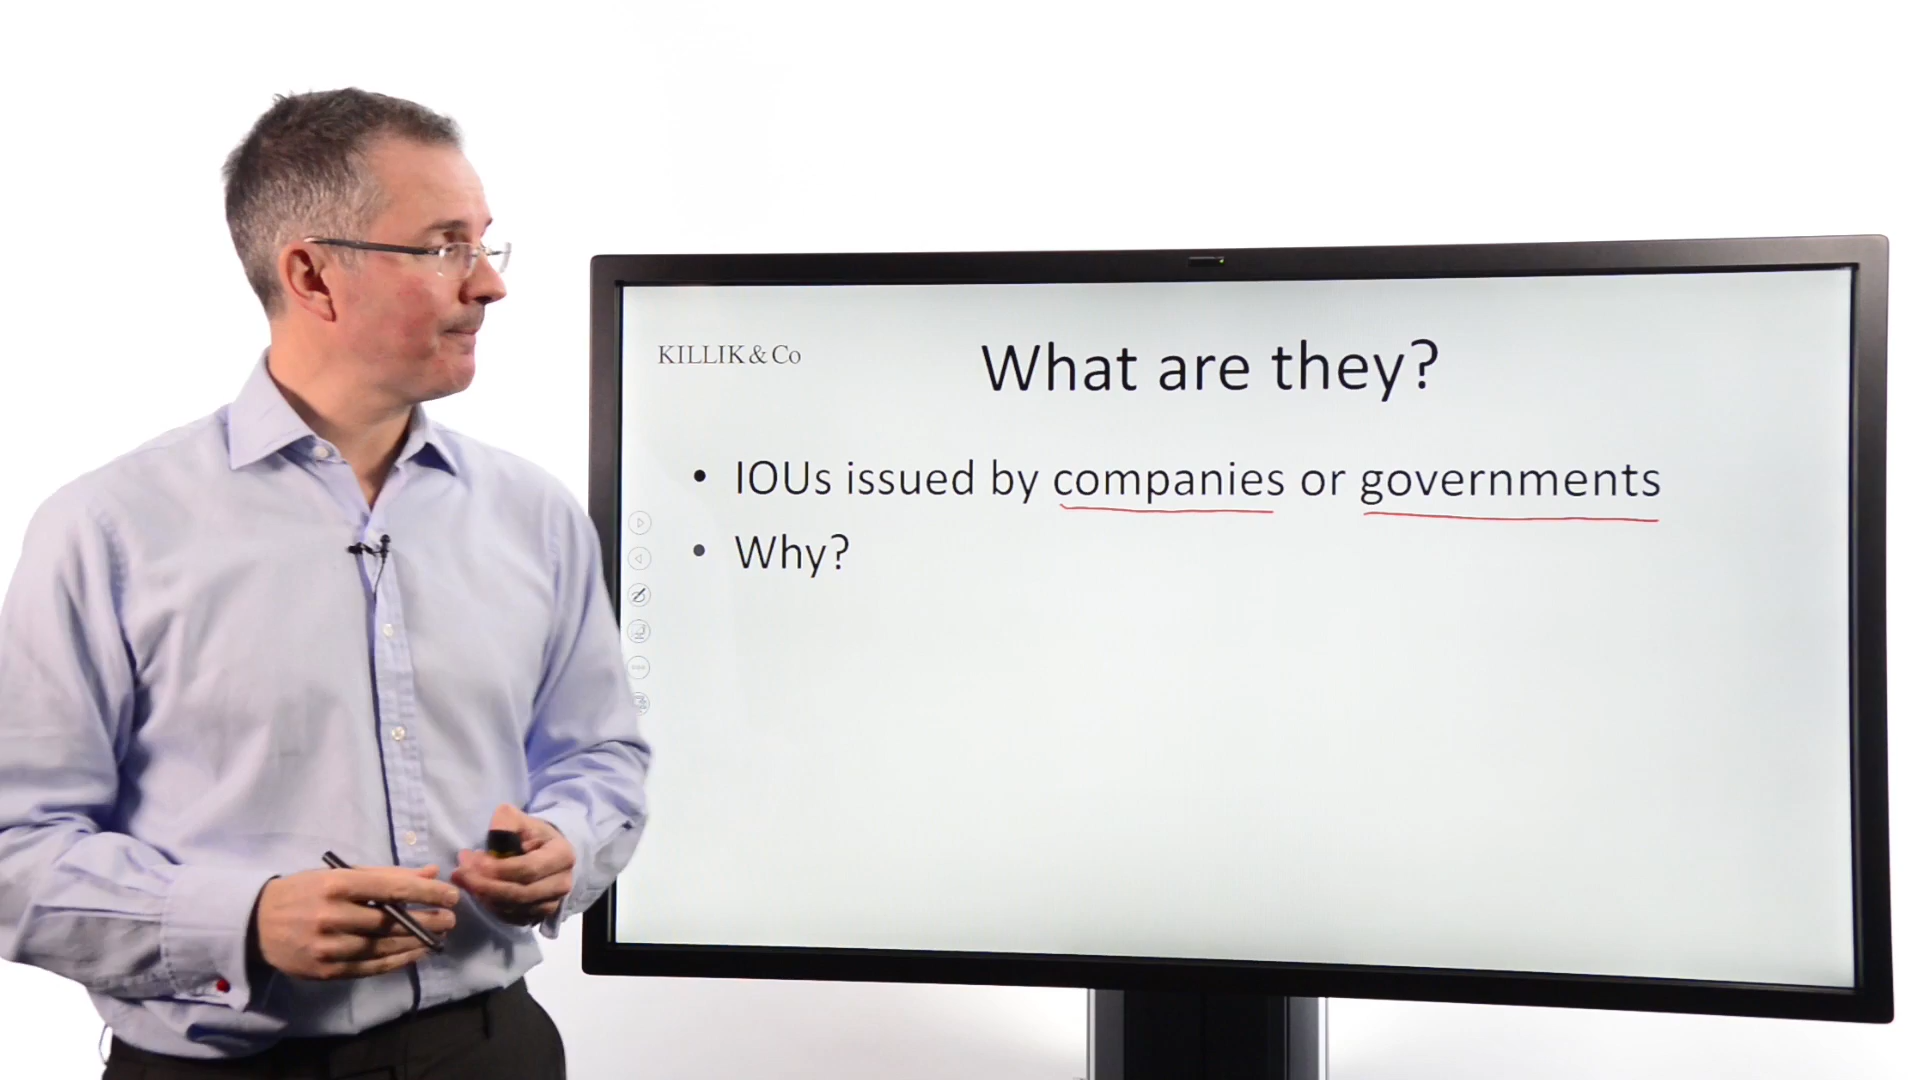 KILLIK & Co
What are they?
• IOUs issued by companies or governments
• Why?